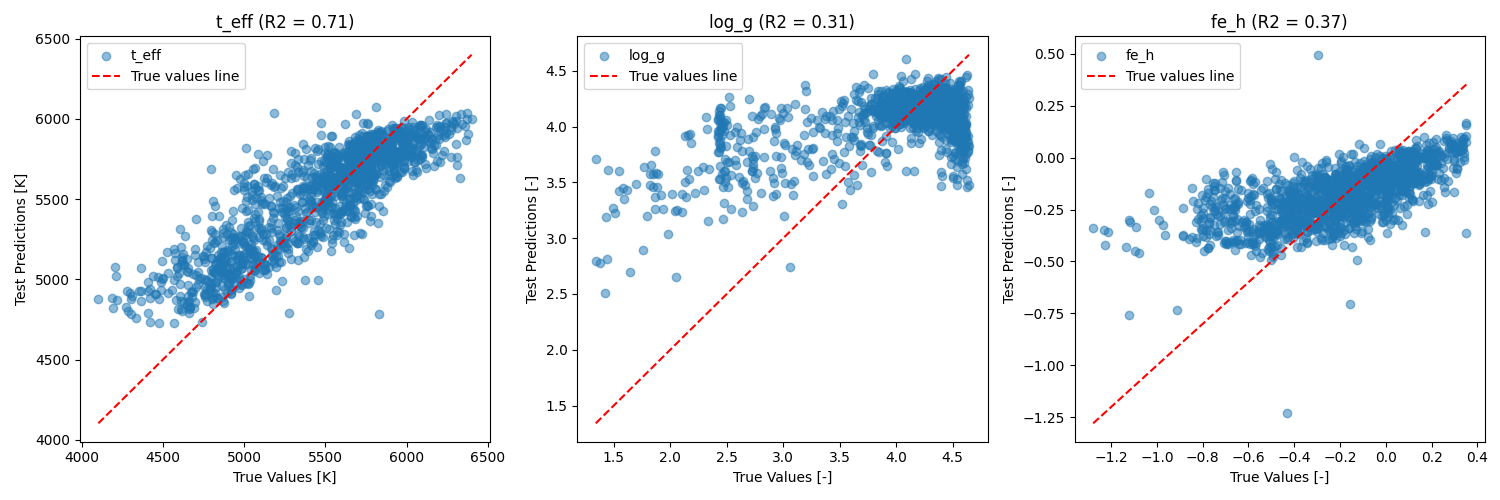 t_eff (R2 = 0.71)
t_eff
True values line
6500
6000
5500
5000
4500
4000
Test Predictions [K]
4000 4500 5000 5500 6000 6500
True Values [K]
log_g (R2 = 0.31)
log_g
True values line
4.5
4.0
3.5
3.0
2.5
2.0
1.5
Test Predictions [-]
1.5 2.0 2.5 3.0 3.5 4.0 4.5
True Values [-]
fe_h (R2 = 0.37)
fe_h
True values line
0.50
0.25
0.00
−0.25
−0.50
−0.75
−1.00
−1.25
Test Predictions [-]
−1.2 −1.0 −0.8 −0.6 −0.4 −0.2 0.0 0.2 0.4
True Values [-]